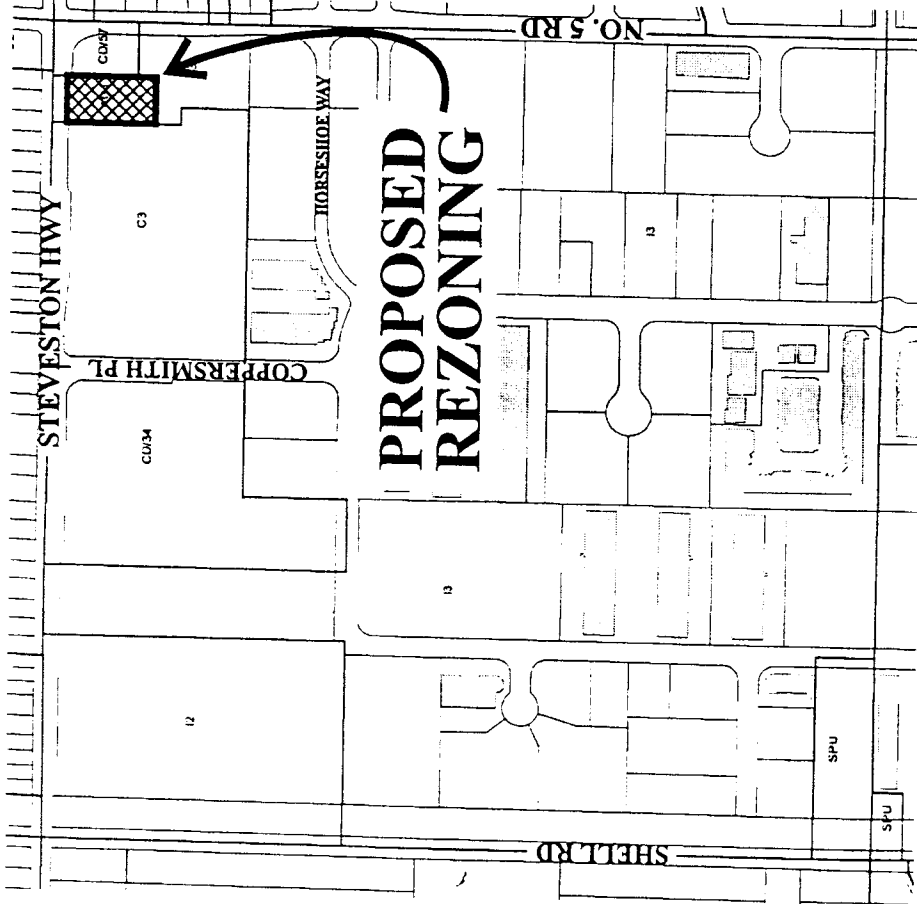 STEVESTON HWY
NO. 5 RD
CD/57
C3
HORSESHOE WAY
COPPERSMITH PL
CD/34
PROPOSED
REZONING
I3
I3
I2
SPU
SPU
SHELL RD